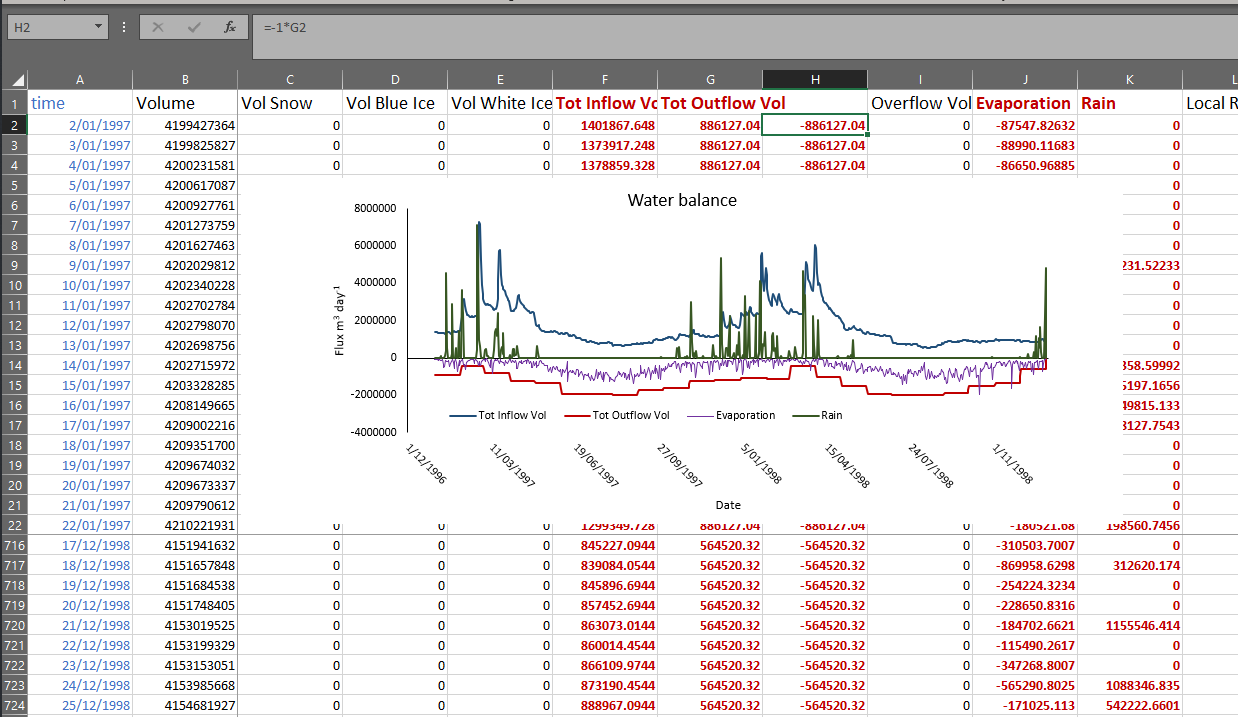 H2 fx =-1*G2
A B C D E F G H I J K L
1 time Volume Vol Snow Vol Blue Ice Vol White Ice Tot Inflow Vo Tot Outflow Vol Overflow Vol Evaporation Rain Local R
2 2/01/1997 4199427364 0 0 0 1401867.648 886127.04 -886127.04 0 -87547.82632 0
3 3/01/1997 4199825827 0 0 0 1373917.248 886127.04 -886127.04 0 -88990.11683 0
4 4/01/1997 4200231581 0 0 0 1378859.328 886127.04 -886127.04 0 -86650.96885 0
5 5/01/1997 4200617087 0
6 6/01/1997 4200927761 0
7 7/01/1997 4201273759 0
8 8/01/1997 4201627463 0
9 9/01/1997 4202029812 231.52233
10 10/01/1997 4202340228 0
11 11/01/1997 4202702784 0
12 12/01/1997 4202798070 0
13 13/01/1997 4202698756 0
14 14/01/1997 4202715972 358.59992
15 15/01/1997 4203328285 5197.1656
16 16/01/1997 4208149665 49815.133
17 17/01/1997 4209002216 3127.7543
18 18/01/1997 4209351700 0
19 19/01/1997 4209674032 0
20 20/01/1997 4209673337 0
21 21/01/1997 4209790612 0
22 22/01/1997 4210221931 0 0 0 1299349.728 886127.04 -886127.04 0 -180521.68 198560.7456
716 17/12/1998 4151941632 0 0 0 845227.0944 564520.32 -564520.32 0 -310503.7007 0
717 18/12/1998 4151657848 0 0 0 839084.0544 564520.32 -564520.32 0 -869958.6298 312620.174
718 19/12/1998 4151684538 0 0 0 845896.6944 564520.32 -564520.32 0 -254224.3234 0
719 20/12/1998 4151748405 0 0 0 857452.6944 564520.32 -564520.32 0 -228650.8316 0
720 21/12/1998 4153019525 0 0 0 863073.0144 564520.32 -564520.32 0 -184702.6621 1155546.414
721 22/12/1998 4153199329 0 0 0 860014.4544 564520.32 -564520.32 0 -115490.2617 0
722 23/12/1998 4153153051 0 0 0 866109.9744 564520.32 -564520.32 0 -347268.8007 0
723 24/12/1998 4153985668 0 0 0 873190.4544 564520.32 -564520.32 0 -565290.8025 1088346.835
724 25/12/1998 4154681927 0 0 0 888967.0944 564520.32 -564520.32 0 -171025.113 542222.6601
Water balance
Flux m³ day⁻¹
8000000
6000000
4000000
2000000
0
-2000000
-4000000
Tot Inflow Vol Tot Outflow Vol Evaporation Rain
1/12/1996 11/03/1997 19/06/1997 27/09/1997 5/01/1998 15/04/1998 24/07/1998 1/11/1998
Date